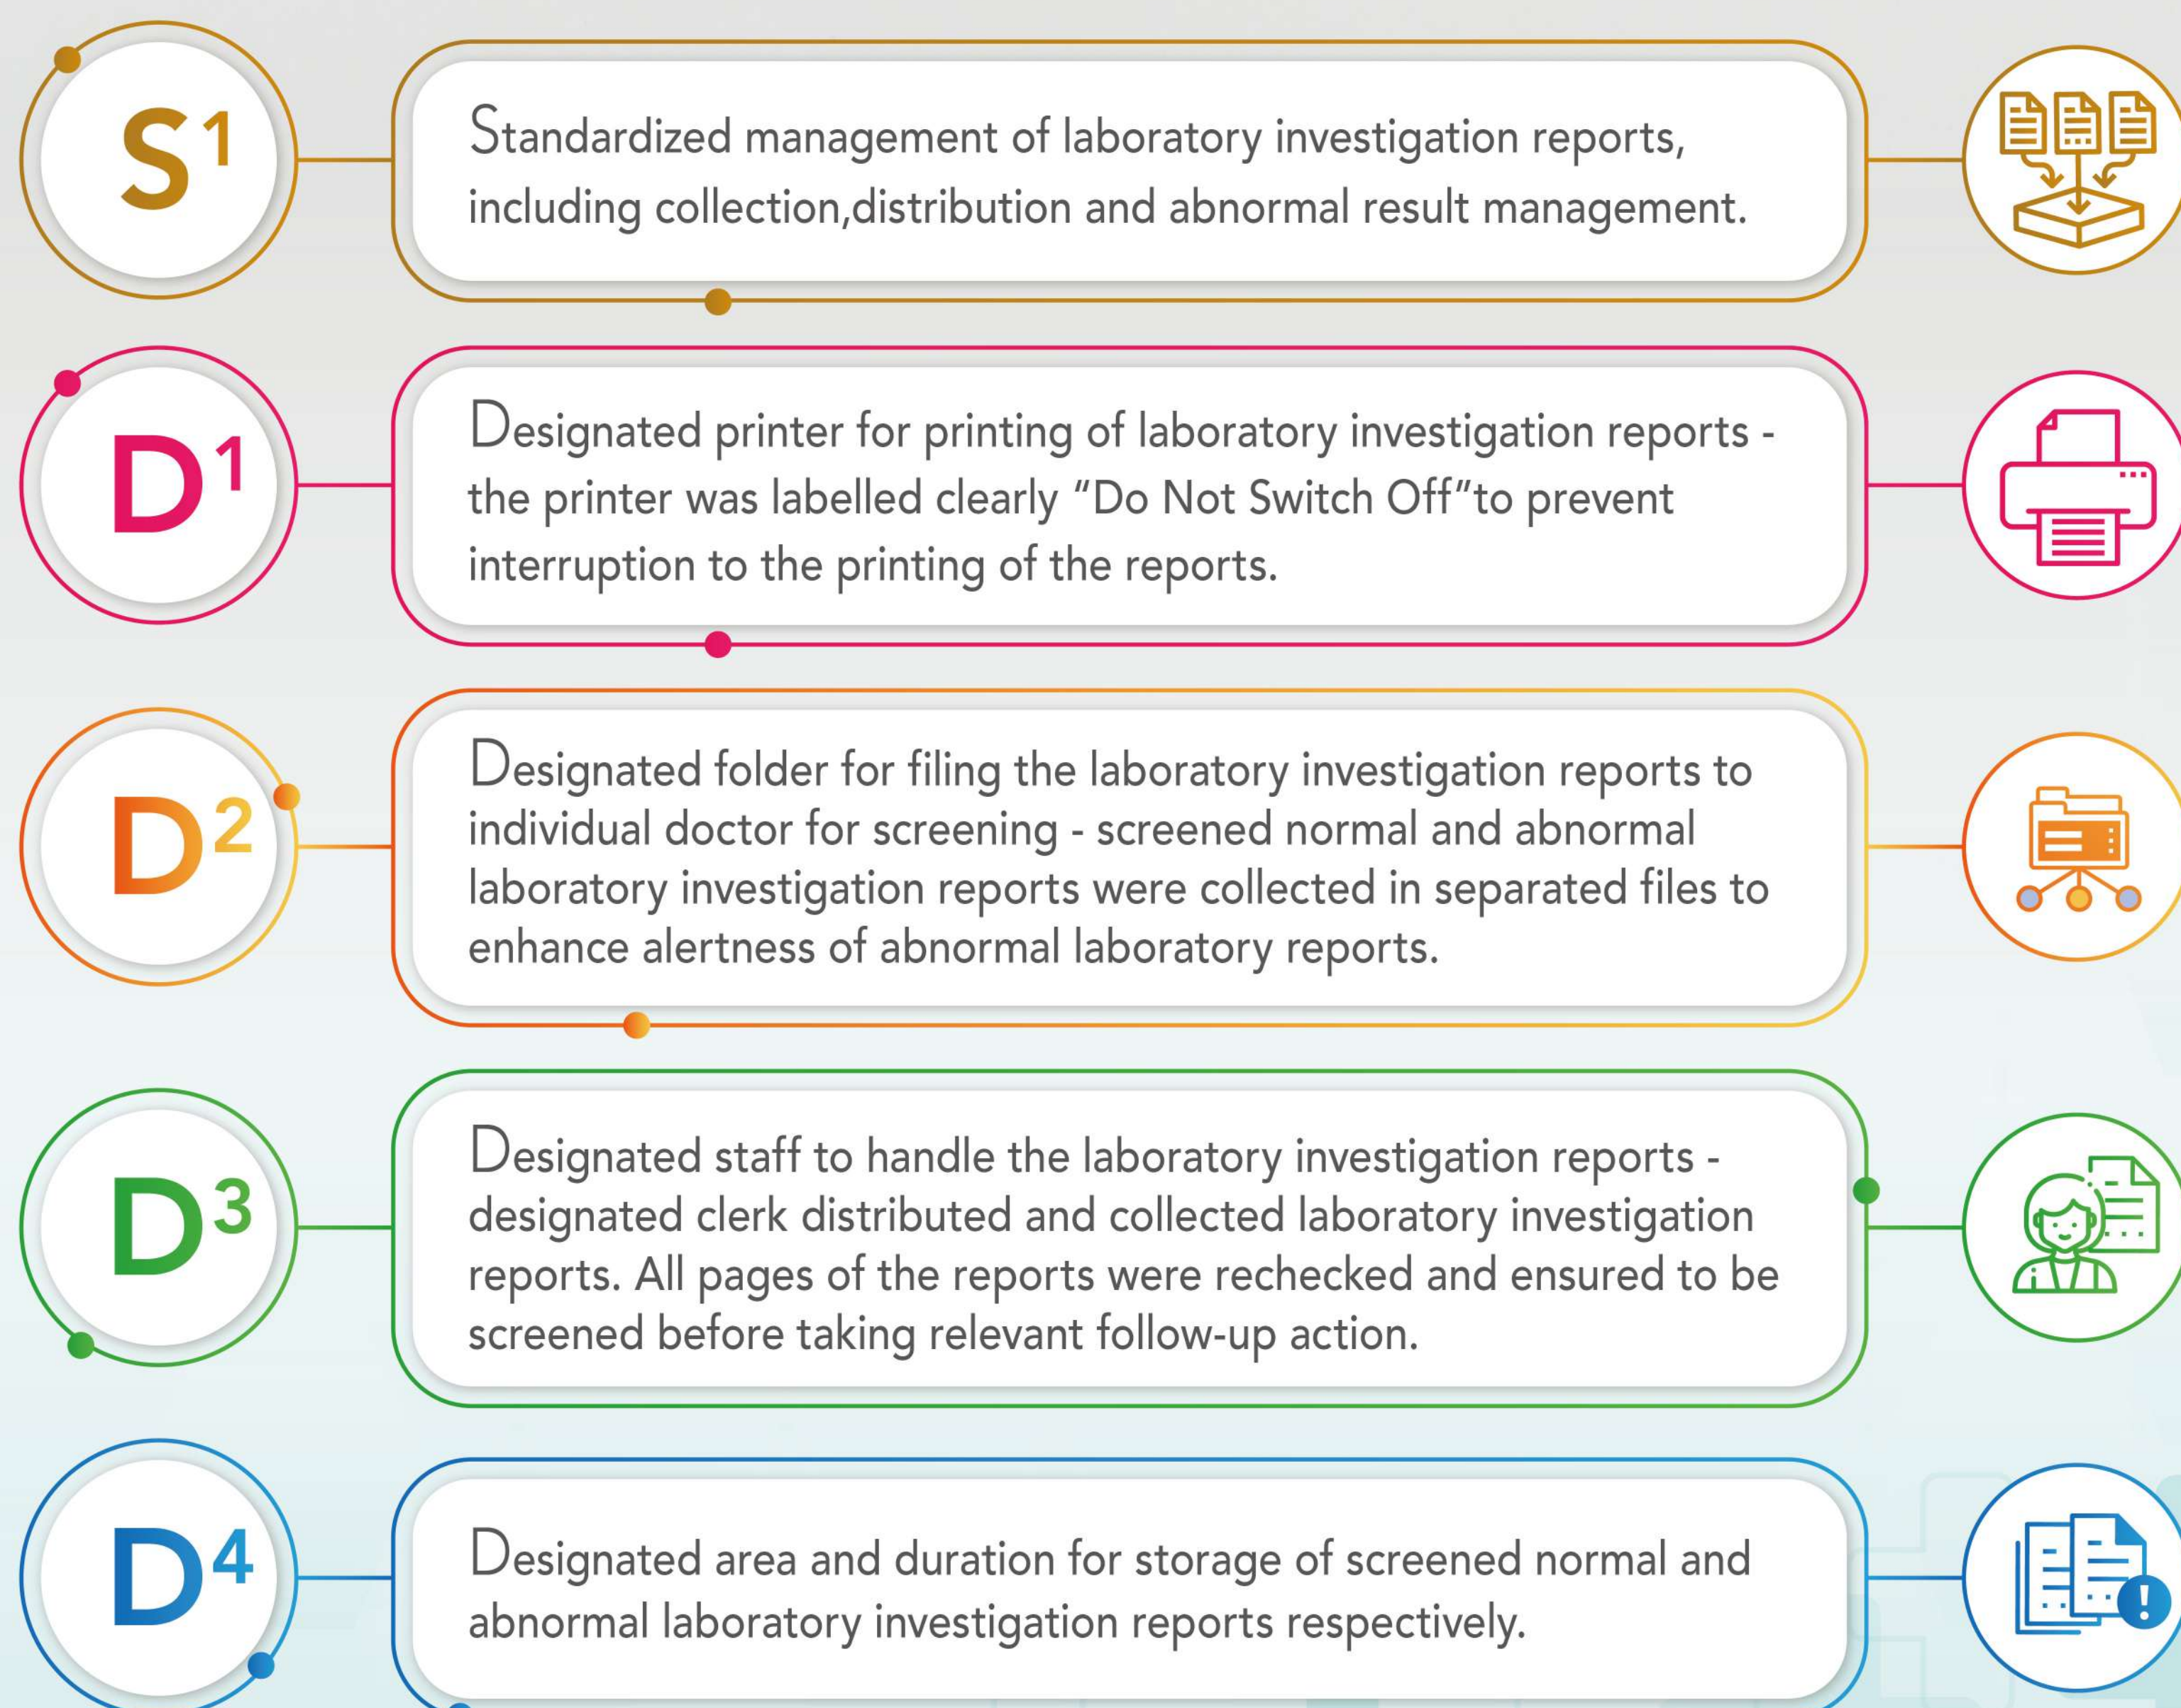 S¹
Standardized management of laboratory investigation reports,
including collection,distribution and abnormal result management.
D¹
Designated printer for printing of laboratory investigation reports -
the printer was labelled clearly “Do Not Switch Off”to prevent
interruption to the printing of the reports.
D²
Designated folder for filing the laboratory investigation reports to
individual doctor for screening - screened normal and abnormal
laboratory investigation reports were collected in separated files to
enhance alertness of abnormal laboratory reports.
D³
Designated staff to handle the laboratory investigation reports -
designated clerk distributed and collected laboratory investigation
reports. All pages of the reports were rechecked and ensured to be
screened before taking relevant follow-up action.
D⁴
Designated area and duration for storage of screened normal and
abnormal laboratory investigation reports respectively.
!